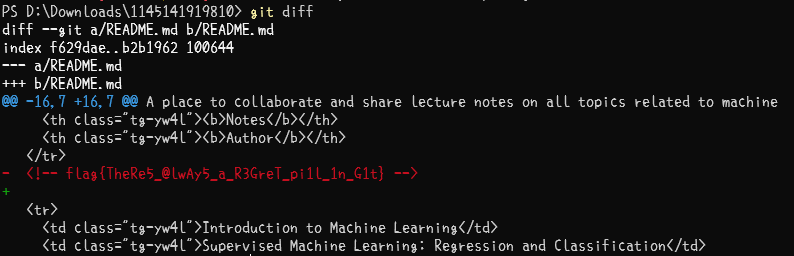 PS D:\Downloads\1145141919810> git diff
diff --git a/README.md b/README.md
index f629dae..b2b1962 100644
--- a/README.md
+++ b/README.md
@@ -16,7 +16,7 @@ A place to collaborate and share lecture notes on all topics related to machine
     <th class="tg-yw4l"><b>Notes</b></th>
     <th class="tg-yw4l"><b>Author</b></th>
   </tr>
-  <!-- flag{TheRe5_@lwAy5_a_R3GreT_pi1l_1n_G1t} -->
+
   <tr>
     <td class="tg-yw4l">Introduction to Machine Learning</td>
     <td class="tg-yw4l">Supervised Machine Learning: Regression and Classification</td>